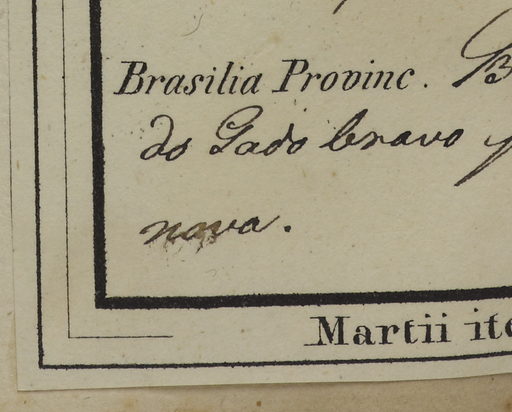 Brasilia Provinc. B
do Gado bravo
nova.
Martii ite